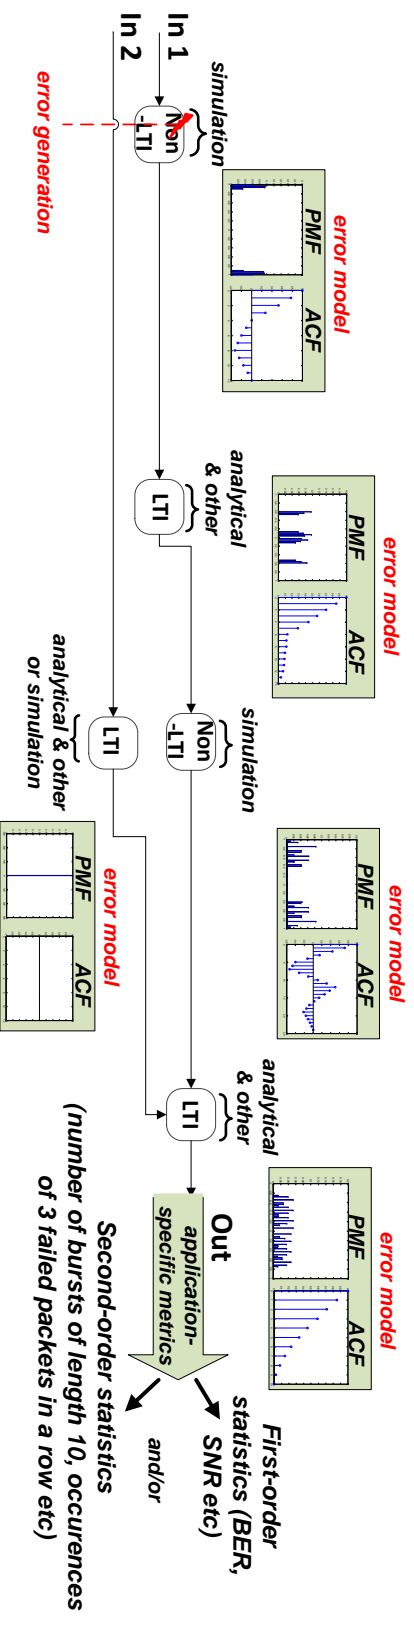 In 1
In 2
simulation
Non
-LTI
error generation
error model
PMF
ACF
analytical
& other
LTI
error model
PMF
ACF
simulation
Non
-LTI
LTI
analytical & other
or simulation
error model
PMF
ACF
error model
PMF
ACF
analytical
& other
LTI
error model
PMF
ACF
Out
application-
specific metrics
First-order
statistics (BER,
SNR etc)
and/or
Second-order statistics
(number of bursts of length 10, occurences
of 3 failed packets in a row etc)